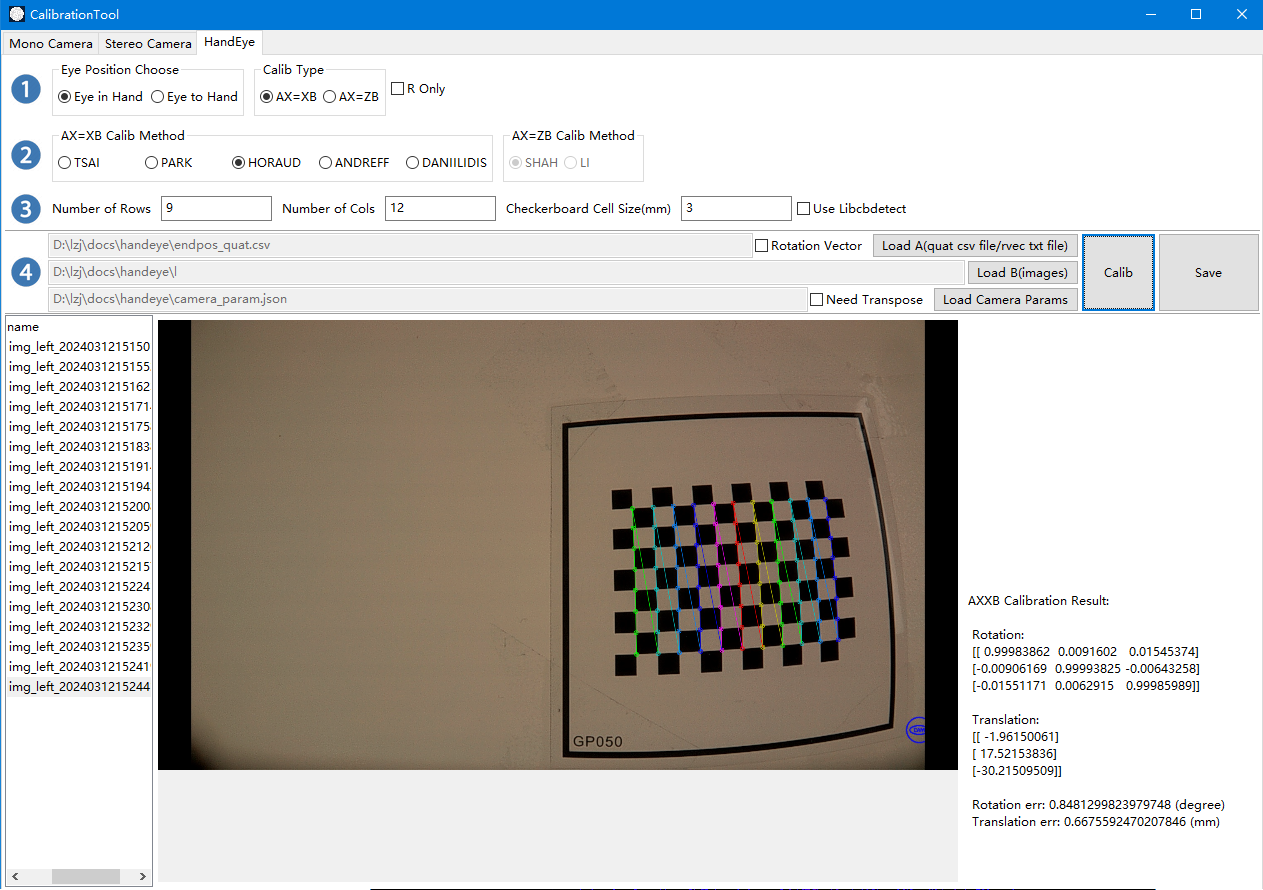 CalibrationTool
Mono Camera Stereo Camera HandEye
Eye Position Choose Calib Type
1 Eye in Hand Eye to Hand AX=XB AX=ZB R Only
AX=XB Calib Method AX=ZB Calib Method
2 TSAI PARK HORAUD ANDREFF DANIILIDIS SHAH LI
3 Number of Rows 9 Number of Cols 12 Checkerboard Cell Size(mm) 3 Use Libcbdetect
D:\lzj\docs\handeye\endpos_quat.csv Rotation Vector Load A(quat csv file/rvec txt file)
4 D:\lzj\docs\handeye\l Load B(images) Calib Save
D:\lzj\docs\handeye\camera_param.json Need Transpose Load Camera Params
name
img_left_2024031215150
img_left_2024031215155
img_left_2024031215162
img_left_2024031215171
img_left_2024031215175
img_left_2024031215183
img_left_2024031215191
img_left_2024031215194
img_left_2024031215200
img_left_2024031215205
img_left_2024031215212
img_left_2024031215215
img_left_2024031215224
img_left_2024031215230
img_left_2024031215232
img_left_2024031215235
img_left_2024031215241
img_left_2024031215244
GP050
AXXB Calibration Result:
Rotation:
[[ 0.99983862 0.0091602 0.01545374]
[-0.00906169 0.99993825 -0.00643258]
[-0.01551171 0.0062915 0.99985989]]
Translation:
[[ -1.96150061]
[ 17.52153836]
[-30.21509509]]
Rotation err: 0.8481299823979748 (degree)
Translation err: 0.6675592470207846 (mm)